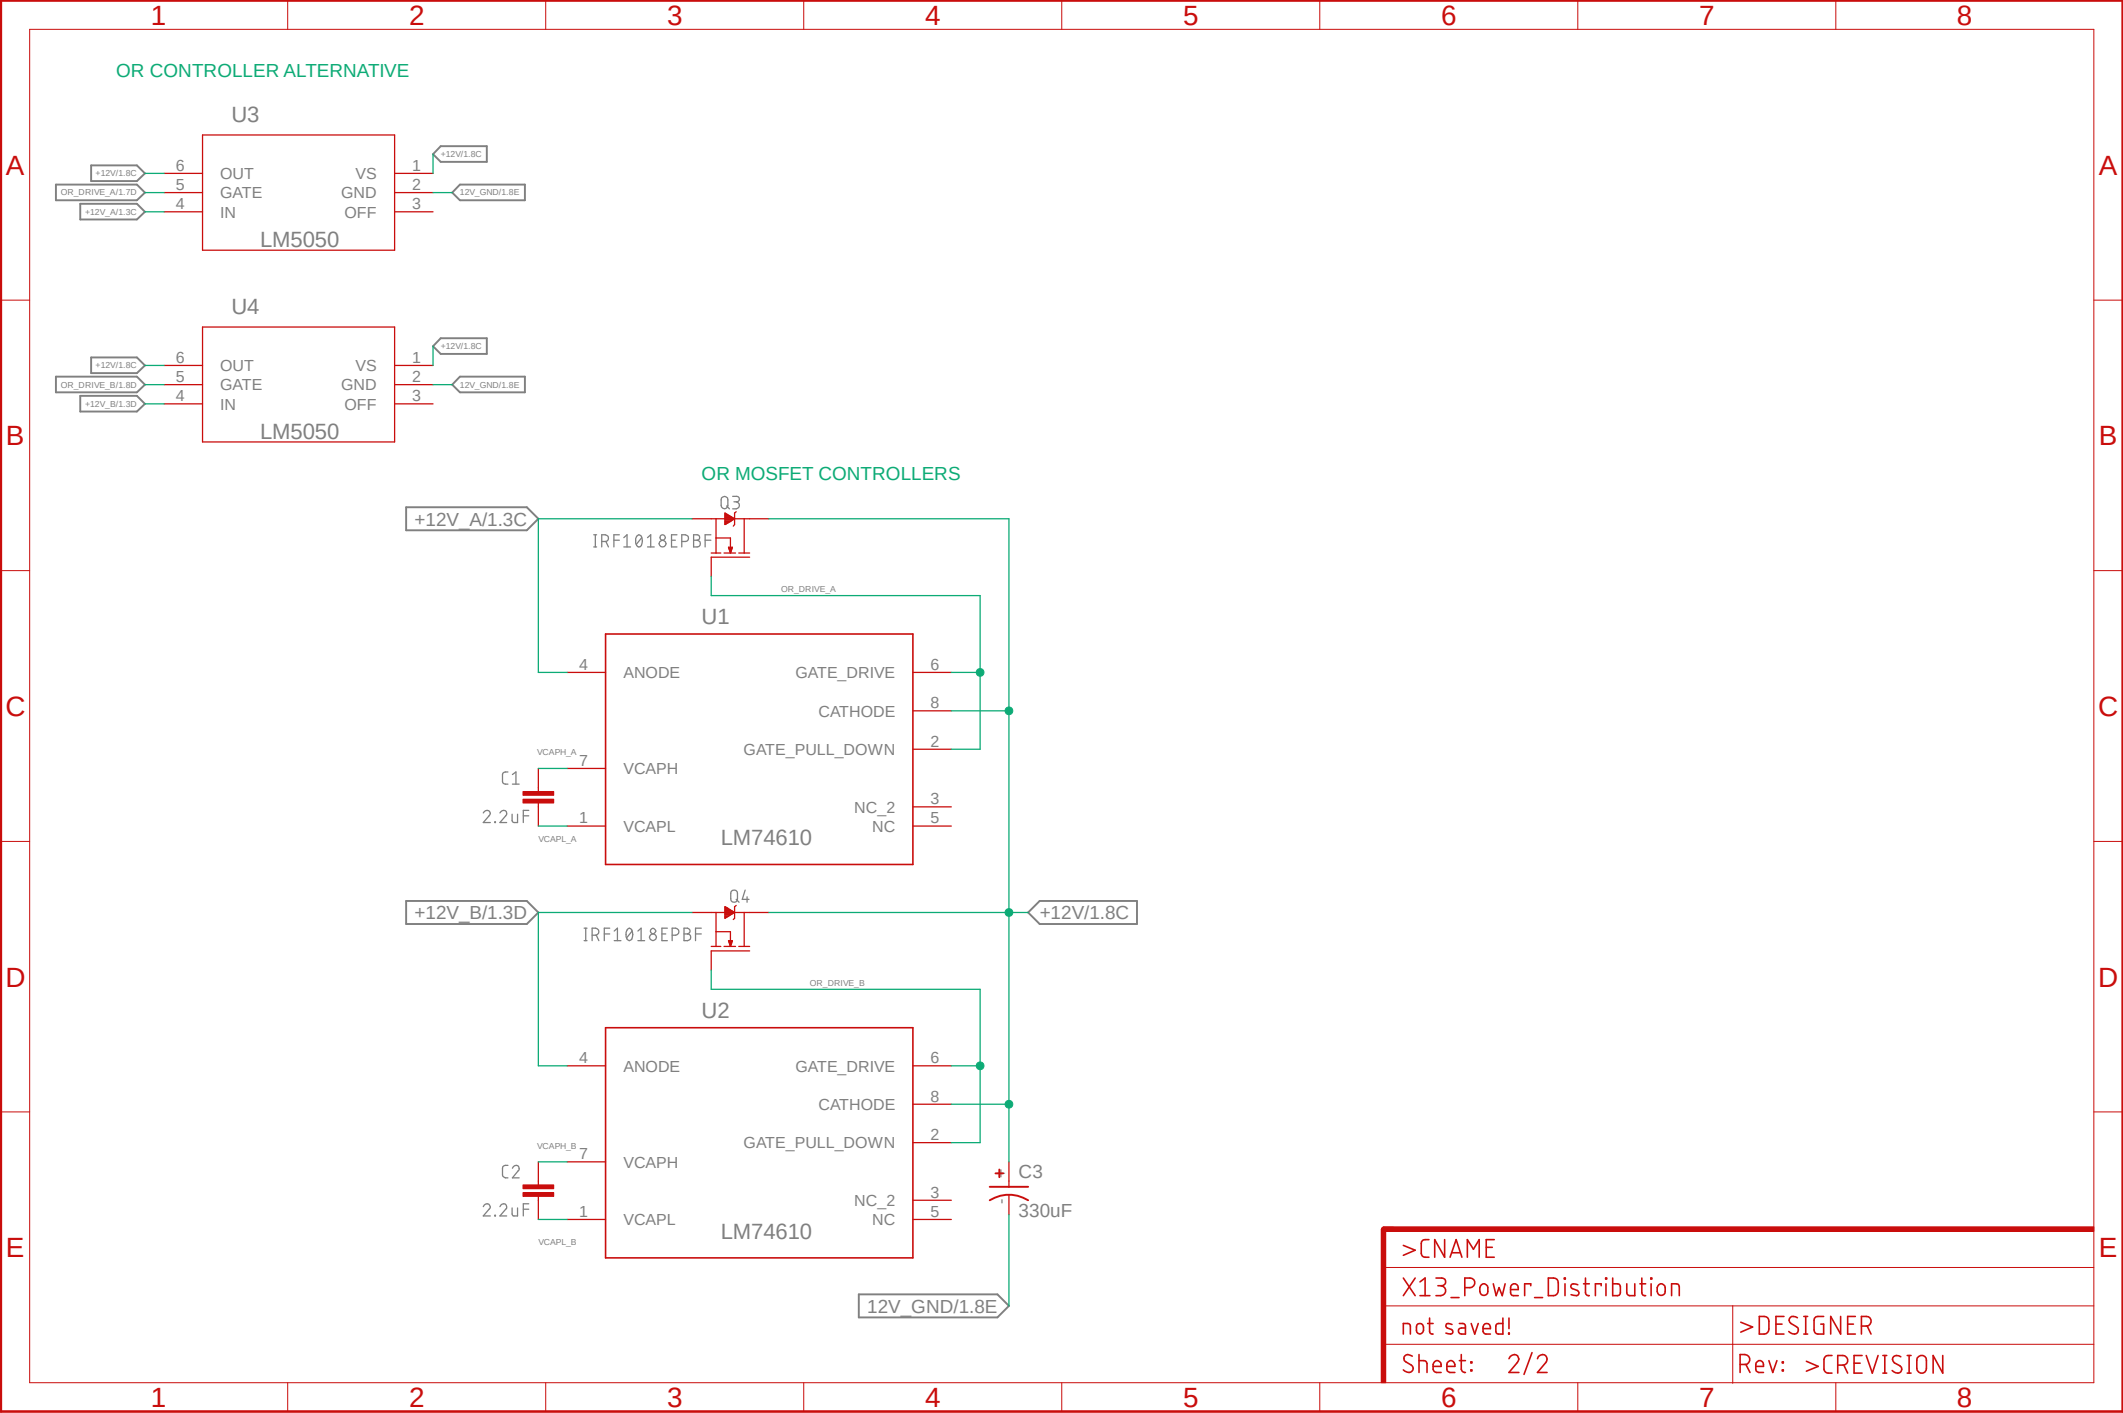 1 2 3 4 5 6 7 8
OR CONTROLLER ALTERNATIVE
U3
A A
+12V/1.8C 6 OUT VS 1 +12V/1.8C
OR_DRIVE_A/1.7D 5 GATE GND 2 12V_GND/1.8E
+12V_A/1.3C 4 IN OFF 3
LM5050
U4
+12V/1.8C 6 OUT VS 1 +12V/1.8C
OR_DRIVE_B/1.8D 5 GATE GND 2 12V_GND/1.8E
+12V_B/1.3D 4 IN OFF 3
LM5050
B B
OR MOSFET CONTROLLERS
Q3
+12V_A/1.3C
IRF1018EPBF
OR_DRIVE_A
U1
4 ANODE GATE_DRIVE 6
C CATHODE 8 C
GATE_PULL_DOWN 2
VCAPH_A
7 VCAPH
C1
NC_2 3
2.2uF 1 VCAPL NC 5
VCAPL_A
LM74610
Q4
+12V_B/1.3D +12V/1.8C
IRF1018EPBF
D D
OR_DRIVE_B
U2
4 ANODE GATE_DRIVE 6
CATHODE 8
GATE_PULL_DOWN 2
VCAPH_B
7 VCAPH
C2 + C3
NC_2 3
2.2uF 1 VCAPL NC 5 - 330uF
VCAPL_B
LM74610
E E
12V_GND/1.8E
>CNAME
X13_Power_Distribution
not saved! >DESIGNER
Sheet: 2/2 Rev: >CREVISION
1 2 3 4 5 6 7 8